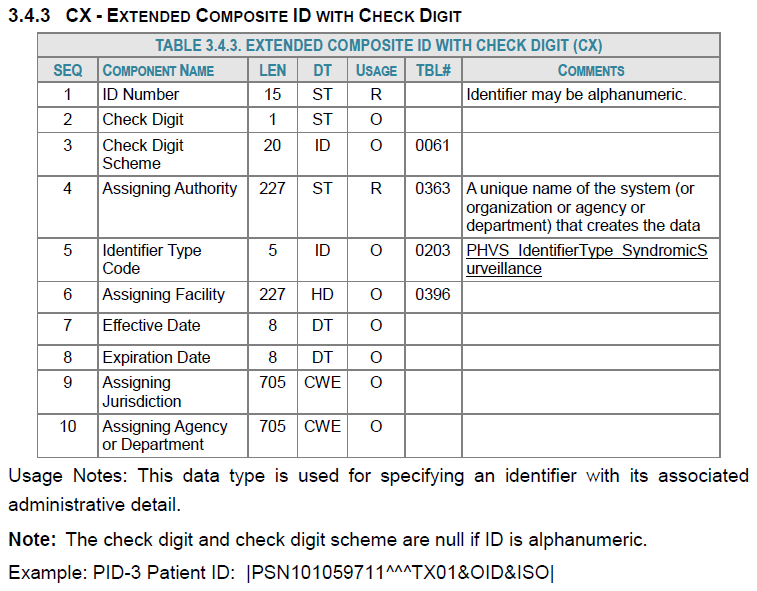 3.4.3 CX - EXTENDED COMPOSITE ID WITH CHECK DIGIT
TABLE 3.4.3. EXTENDED COMPOSITE ID WITH CHECK DIGIT (CX)
SEQ COMPONENT NAME LEN DT USAGE TBL# COMMENTS
1 ID Number 15 ST R Identifier may be alphanumeric.
2 Check Digit 1 ST O
3 Check Digit 20 ID O 0061
Scheme
4 Assigning Authority 227 ST R 0363 A unique name of the system (or
organization or agency or
department) that creates the data
5 Identifier Type 5 ID O 0203 PHVS_IdentifierType_SyndromicS
Code urveillance
6 Assigning Facility 227 HD O 0396
7 Effective Date 8 DT O
8 Expiration Date 8 DT O
9 Assigning 705 CWE O
Jurisdiction
10 Assigning Agency 705 CWE O
or Department
Usage Notes: This data type is used for specifying an identifier with its associated
administrative detail.
Note: The check digit and check digit scheme are null if ID is alphanumeric.
Example: PID-3 Patient ID: |PSN101059711^^^TX01&OID&ISO|